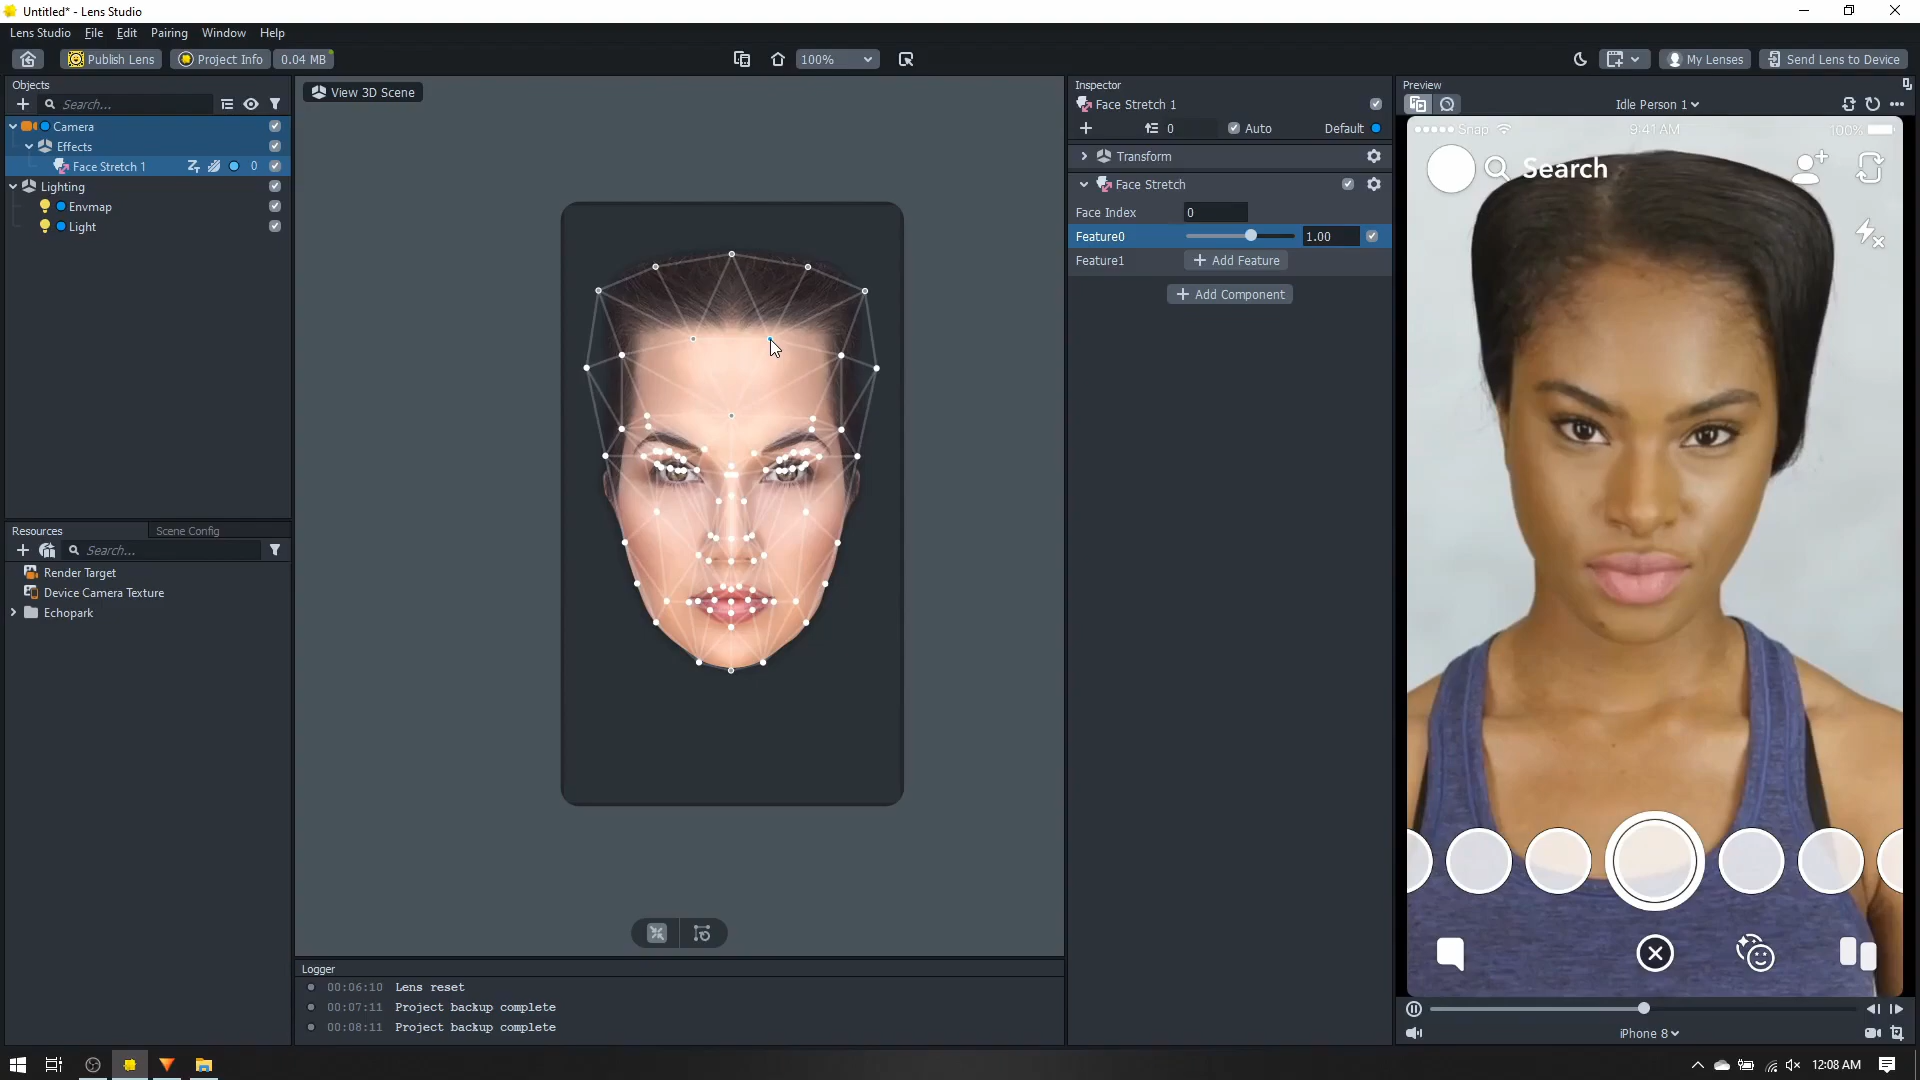 Untitled* - Lens Studio
Lens Studio File Edit Pairing Window Help
Publish Lens Project Info 0.04 MB 100% My Lenses Send Lens to Device
Objects
Search...
Camera
Effects
Face Stretch 1 0
Lighting
Envmap
Light
Resources Scene Config
Search...
Render Target
Device Camera Texture
Echopark
View 3D Scene
Logger
00:06:10 Lens reset
00:07:11 Project backup complete
00:08:11 Project backup complete
Inspector
Face Stretch 1
0 Auto Default
Transform
Face Stretch
Face Index 0
Feature0 1.00
Feature1 + Add Feature
+ Add Component
Preview
Idle Person 1
Snap 9:41 AM 100%
Search
iPhone 8
12:08 AM